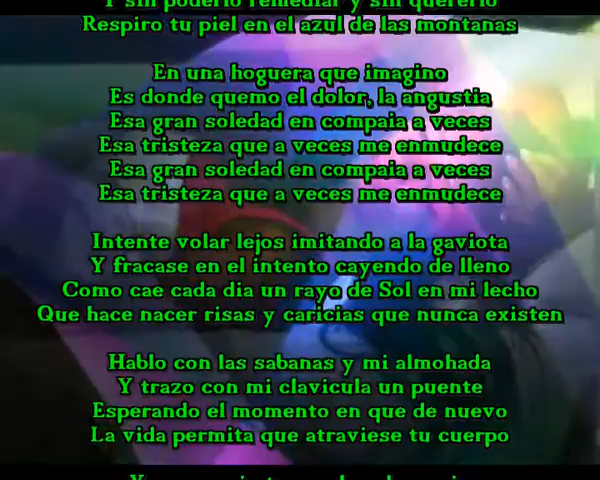 Y sin poderlo remediar y sin quererlo
Respiro tu piel en el azul de las montanas
En una hoguera que imagino
Es donde quemo el dolor, la angustia
Esa gran soledad en compaia a veces
Esa tristeza que a veces me enmudece
Esa gran soledad en compaia a veces
Esa tristeza que a veces me enmudece
Intente volar lejos imitando a la gaviota
Y fracase en el intento cayendo de lleno
Como cae cada dia un rayo de Sol en mi lecho
Que hace nacer risas y caricias que nunca existen
Hablo con las sabanas y mi almohada
Y trazo con mi clavicula un puente
Esperando el momento en que de nuevo
La vida permita que atraviese tu cuerpo